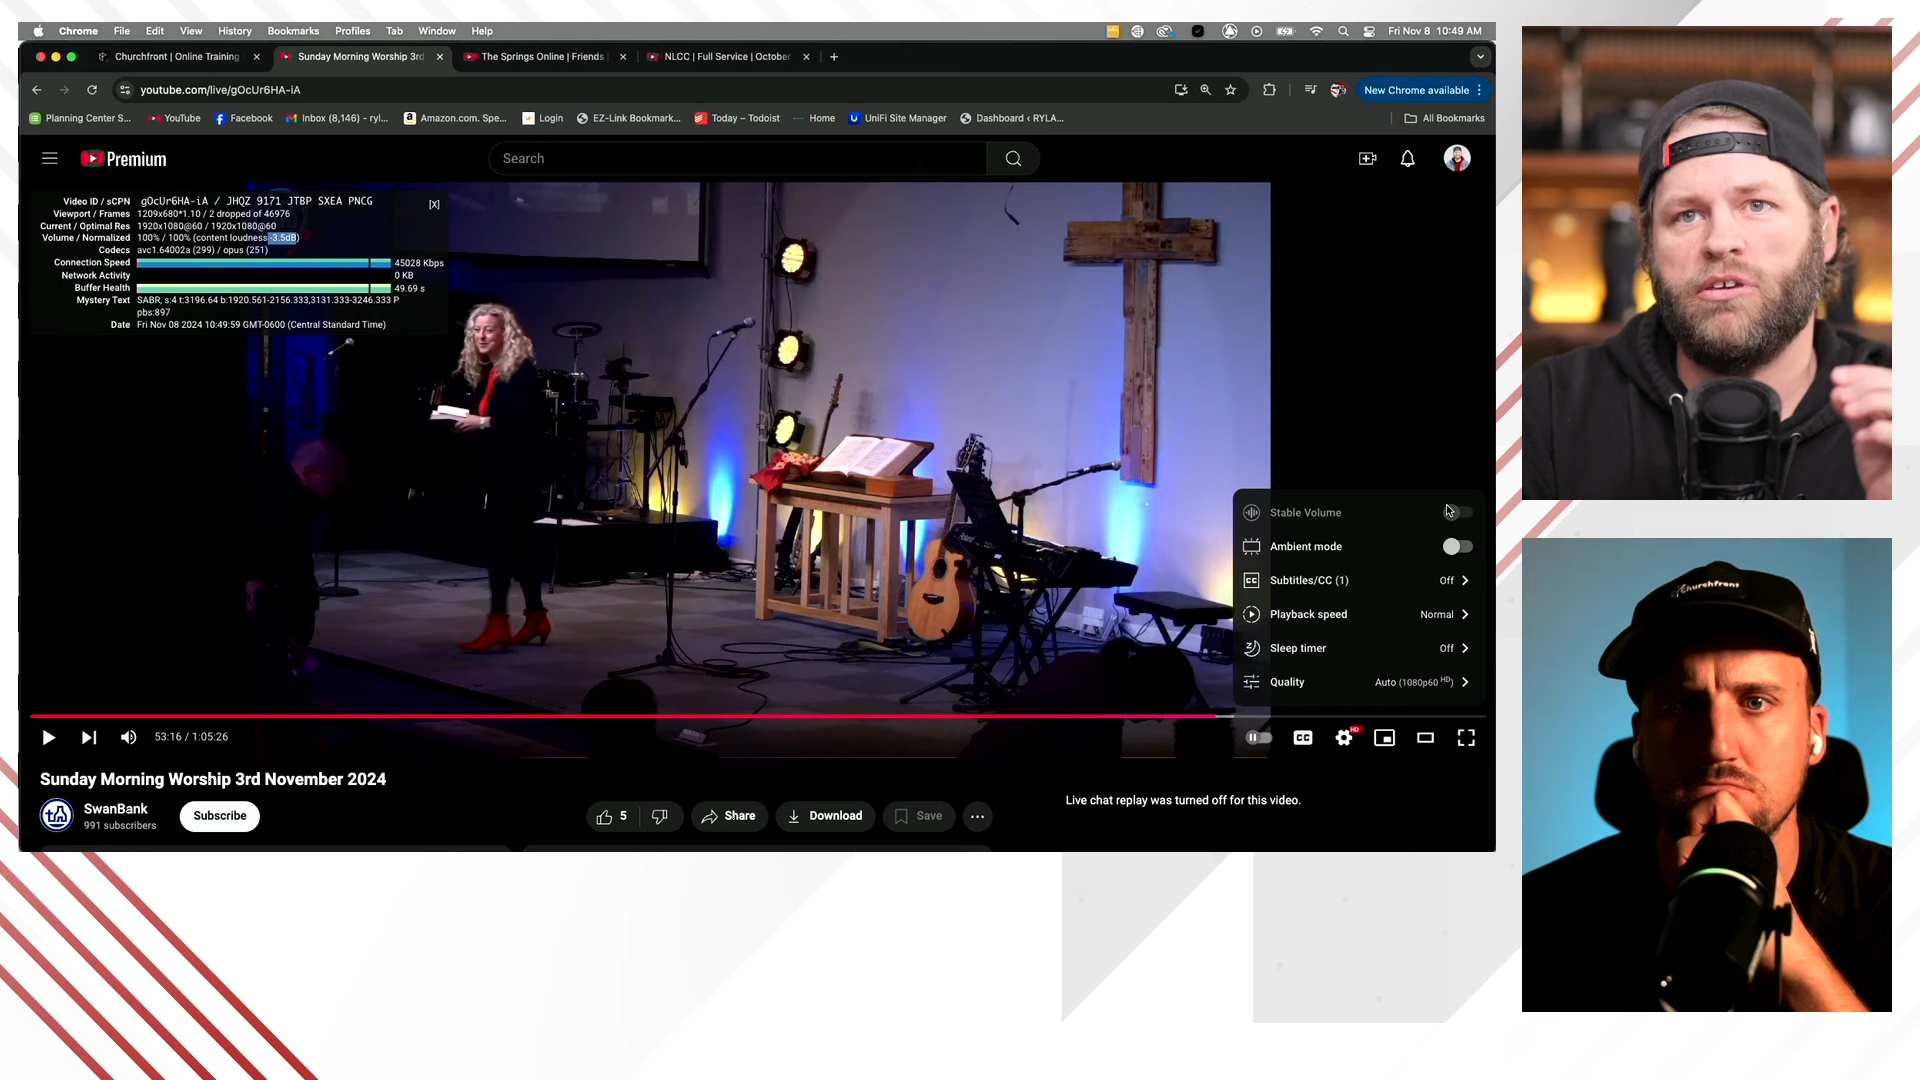 Chrome File Edit View History Bookmarks Profiles Tab Window Help
Fri Nov 8 10:49 AM
Churchfront | Online Training
Sunday Morning Worship 3rd
The Springs Online | Friends
NLCC | Full Service | October
youtube.com/live/gOcUr6HA-iA
New Chrome available
Planning Center S...
YouTube
Facebook
Inbox (8,146) - ryl...
Amazon.com. Spe...
Login
EZ-Link Bookmark...
Today – Todoist
Home
UniFi Site Manager
Dashboard ‹ RYLA...
All Bookmarks
Premium
Search
Video ID / sCPN gOcUr6HA-iA / JHQZ 9171 JTBP SXEA PNCG
[X]
Viewport / Frames 1209x680*1.10 / 2 dropped of 46976
Current / Optimal Res 1920x1080@60 / 1920x1080@60
Volume / Normalized 100% / 100% (content loudness -3.5dB)
Codecs avc1.64002a (299) / opus (251)
Connection Speed 45028 Kbps
Network Activity 0 KB
Buffer Health 49.69 s
Mystery Text SABR, s:4 t:3196.64 b:1920.561-2156.333,3131.333-3246.333 P
pbs:897
Date Fri Nov 08 2024 10:49:59 GMT-0600 (Central Standard Time)
Stable Volume
Ambient mode
Subtitles/CC (1) Off
Playback speed Normal
Sleep timer Off
Quality Auto (1080p60 HD)
53:16 / 1:05:26
CC
HD
Sunday Morning Worship 3rd November 2024
SwanBank
991 subscribers
Subscribe
5
Share
Download
Save
Live chat replay was turned off for this video.
Churchfront